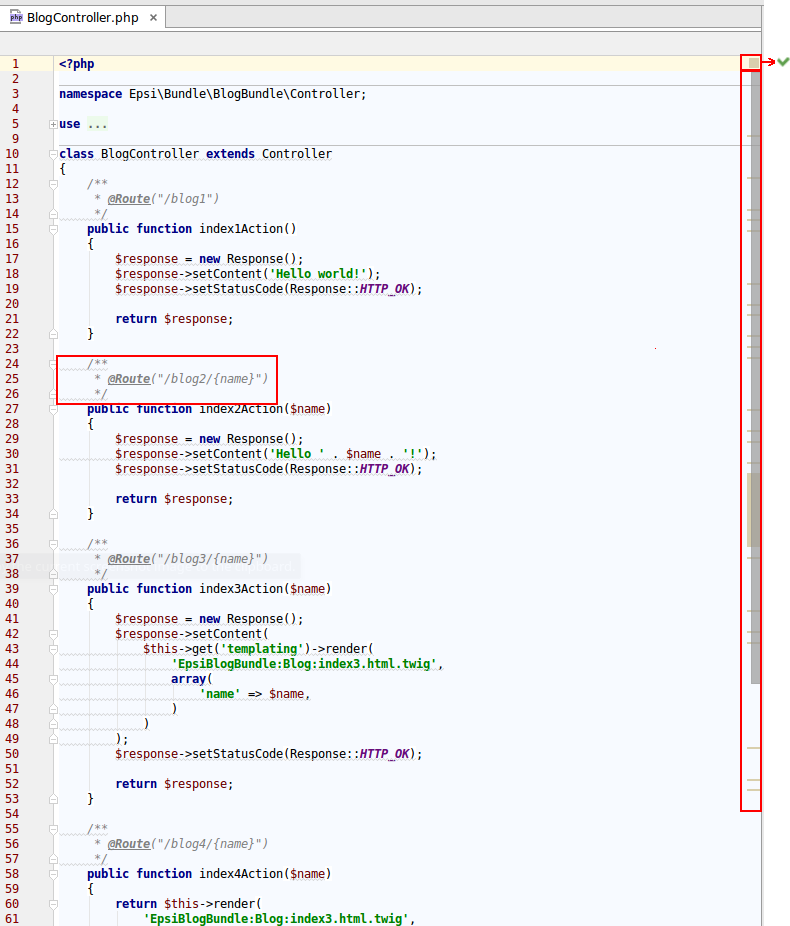 BlogController.php ×
1 <?php
2
3 namespace Epsi\Bundle\BlogBundle\Controller;
4
5 use ...
9
10 class BlogController extends Controller
11 {
12 /**
13 * @Route("/blog1")
14 */
15 public function index1Action()
16 {
17 $response = new Response();
18 $response->setContent('Hello world!');
19 $response->setStatusCode(Response::HTTP_OK);
20
21 return $response;
22 }
23
24 /**
25 * @Route("/blog2/{name}")
26 */
27 public function index2Action($name)
28 {
29 $response = new Response();
30 $response->setContent('Hello ' . $name . '!');
31 $response->setStatusCode(Response::HTTP_OK);
32
33 return $response;
34 }
35
36 /**
37 * @Route("/blog3/{name}")
38 */
39 public function index3Action($name)
40 {
41 $response = new Response();
42 $response->setContent(
43 $this->get('templating')->render(
44 'EpsiBlogBundle:Blog:index3.html.twig',
45 array(
46 'name' => $name,
47 )
48 )
49 );
50 $response->setStatusCode(Response::HTTP_OK);
51
52 return $response;
53 }
54
55 /**
56 * @Route("/blog4/{name}")
57 */
58 public function index4Action($name)
59 {
60 return $this->render(
61 'EpsiBlogBundle:Blog:index3.html.twig',